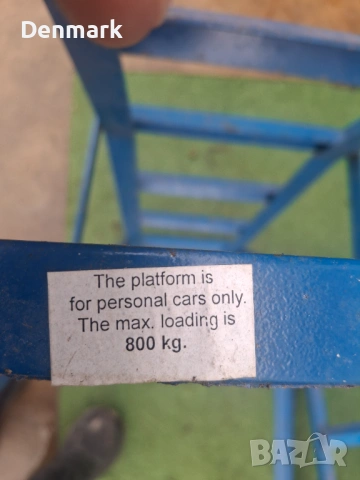 Denmark
The platform is
for personal cars only.
The max. loading is
800 kg.
BAZAR